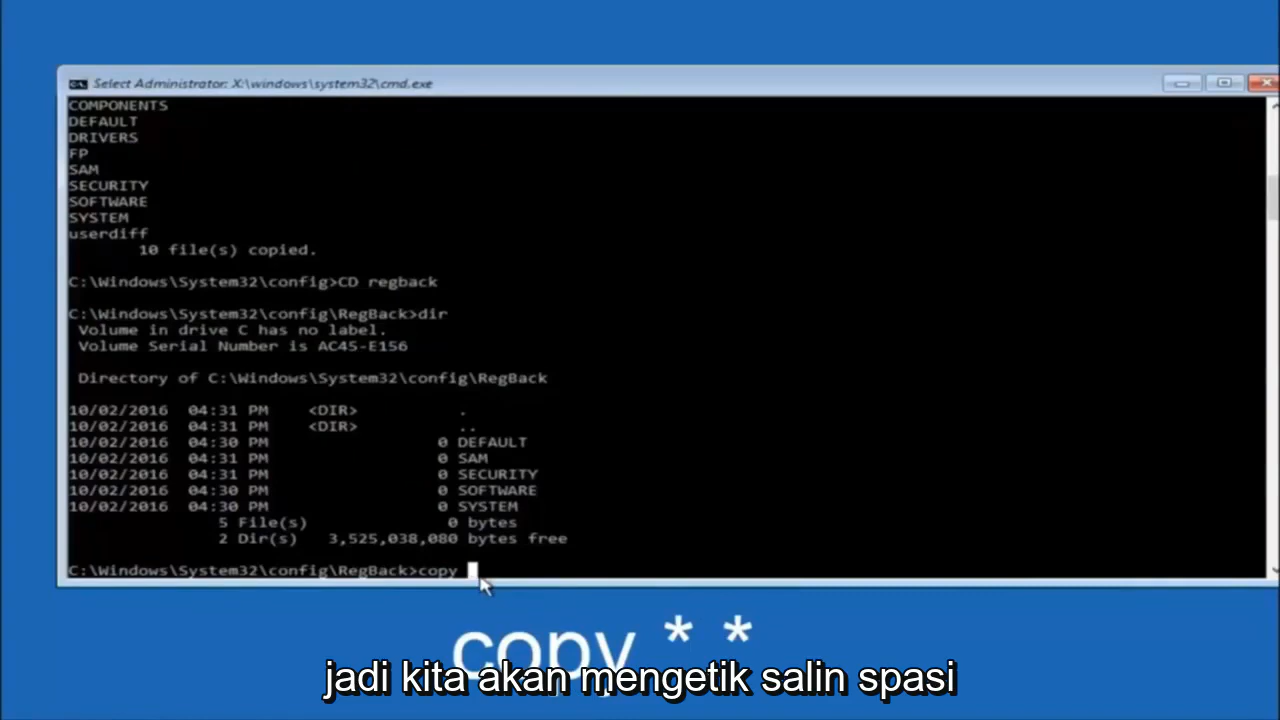 Select Administrator: X:\windows\system32\cmd.exe
COMPONENTS
DEFAULT
DRIVERS
FP
SAM
SECURITY
SOFTWARE
SYSTEM
userdiff
10 file(s) copied.
C:\Windows\System32\config>CD regback
C:\Windows\System32\config\RegBack>dir
Volume in drive C has no label.
Volume Serial Number is AC45-E156
Directory of C:\Windows\System32\config\RegBack
10/02/2016 04:31 PM <DIR> .
10/02/2016 04:31 PM <DIR> ..
10/02/2016 04:30 PM 0 DEFAULT
10/02/2016 04:31 PM 0 SAM
10/02/2016 04:31 PM 0 SECURITY
10/02/2016 04:30 PM 0 SOFTWARE
10/02/2016 04:30 PM 0 SYSTEM
5 File(s) 0 bytes
2 Dir(s) 3,525,038,080 bytes free
C:\Windows\System32\config\RegBack>copy
copy * *
jadi kita akan mengetik salin spasi